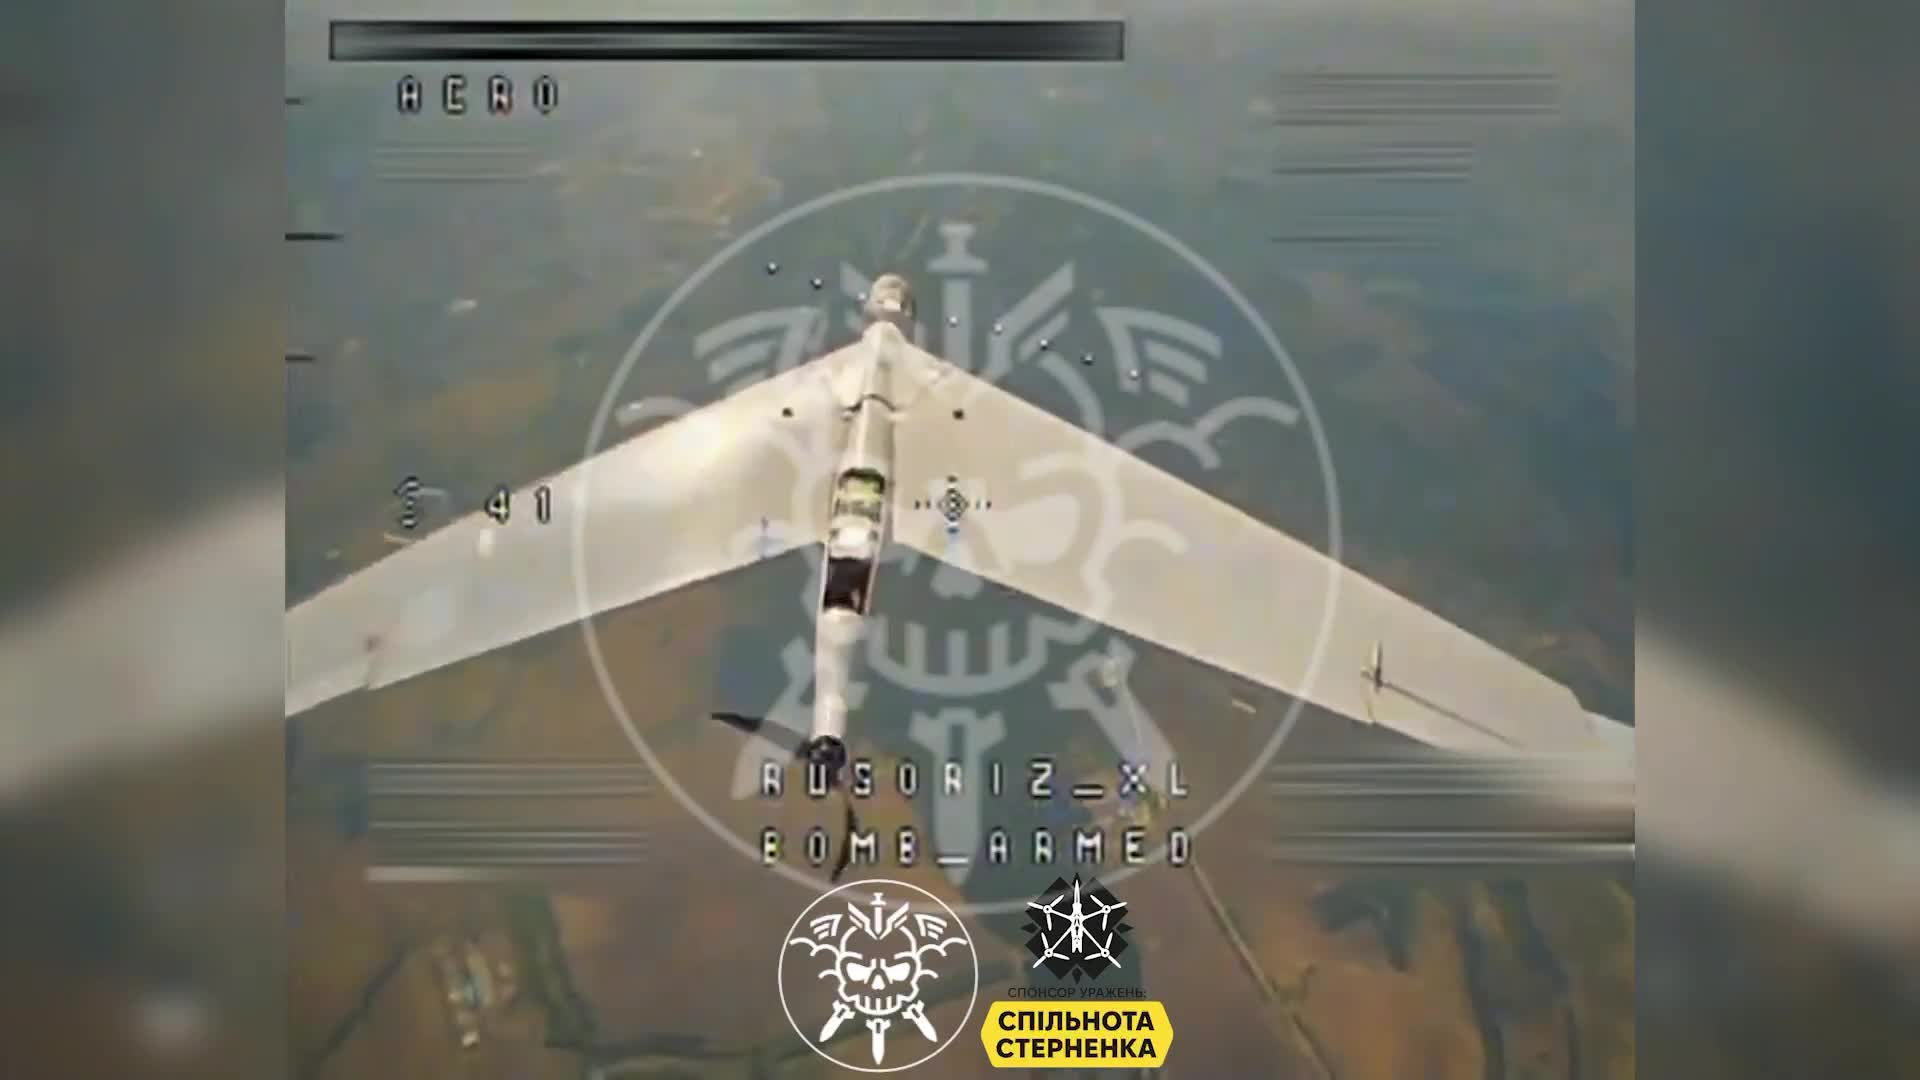 ACRO
41
RUSORIZ_XL
BOMB_ARMED
СПОНСОР УРАЖЕНЬ:
СПІЛЬНОТА
СТЕРНЕНКА